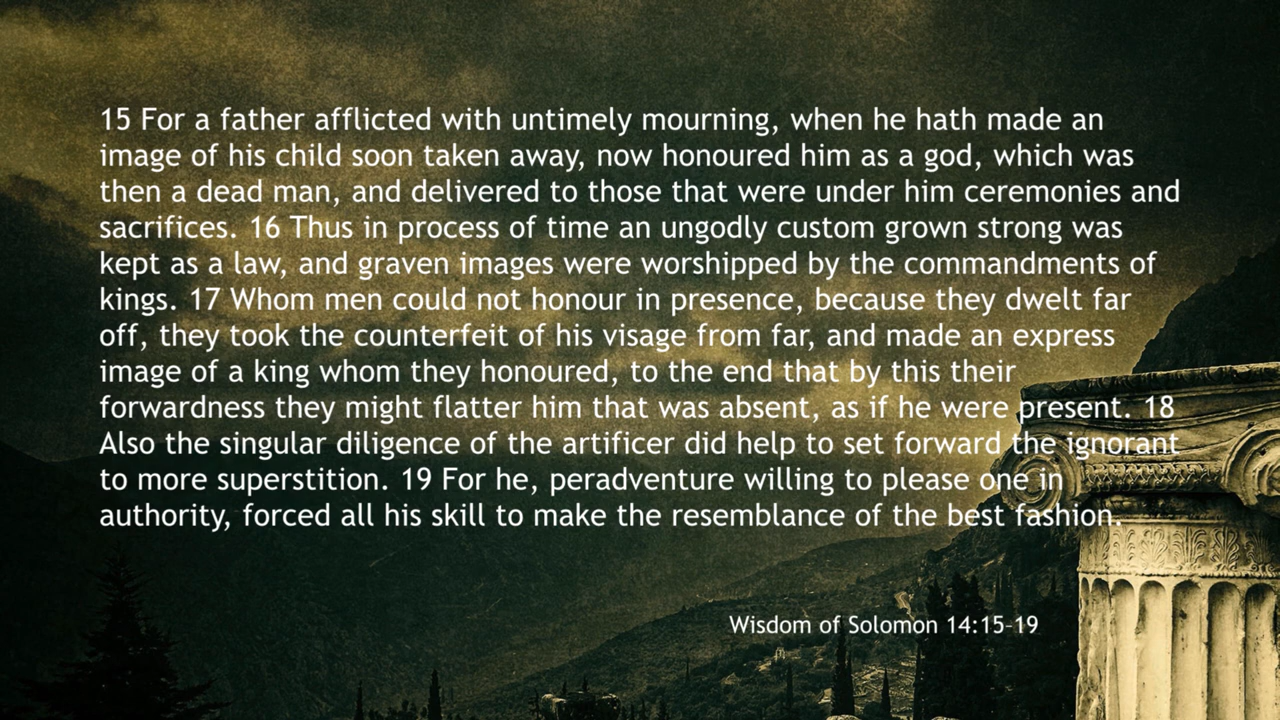 15 For a father afflicted with untimely mourning, when he hath made an
image of his child soon taken away, now honoured him as a god, which was
then a dead man, and delivered to those that were under him ceremonies and
sacrifices. 16 Thus in process of time an ungodly custom grown strong was
kept as a law, and graven images were worshipped by the commandments of
kings. 17 Whom men could not honour in presence, because they dwelt far
off, they took the counterfeit of his visage from far, and made an express
image of a king whom they honoured, to the end that by this their
forwardness they might flatter him that was absent, as if he were present. 18
Also the singular diligence of the artificer did help to set forward the ignorant
to more superstition. 19 For he, peradventure willing to please one in
authority, forced all his skill to make the resemblance of the best fashion.
Wisdom of Solomon 14:15-19